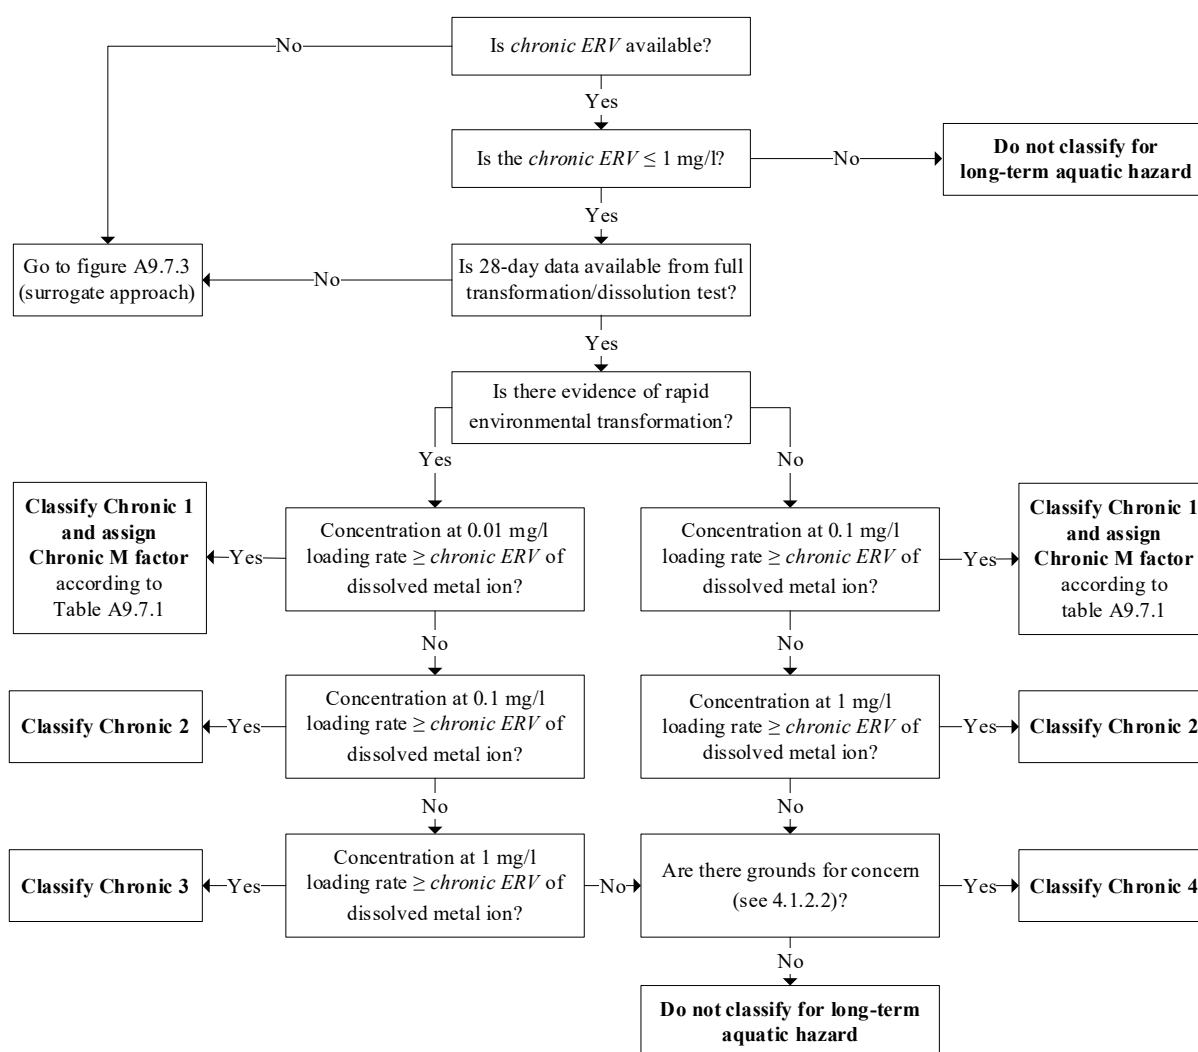 Is chronic ERV available?
No
Yes
Is the chronic ERV ≤ 1 mg/l?
No
Do not classify for
long-term aquatic hazard
Yes
Go to figure A9.7.3
(surrogate approach)
No
Is 28-day data available from full
transformation/dissolution test?
Yes
Is there evidence of rapid
environmental transformation?
Yes
No
Classify Chronic 1
and assign
Chronic M factor
according to
Table A9.7.1
Yes
Concentration at 0.01 mg/l
loading rate ≥ chronic ERV of
dissolved metal ion?
Concentration at 0.1 mg/l
loading rate ≥ chronic ERV of
dissolved metal ion?
Yes
Classify Chronic 1
and assign
Chronic M factor
according to
table A9.7.1
No
No
Classify Chronic 2
Yes
Concentration at 0.1 mg/l
loading rate ≥ chronic ERV of
dissolved metal ion?
Concentration at 1 mg/l
loading rate ≥ chronic ERV of
dissolved metal ion?
Yes
Classify Chronic 2
No
No
Classify Chronic 3
Yes
Concentration at 1 mg/l
loading rate ≥ chronic ERV of
dissolved metal ion?
No
Are there grounds for concern
(see 4.1.2.2)?
Yes
Classify Chronic 4
No
Do not classify for long-term
aquatic hazard